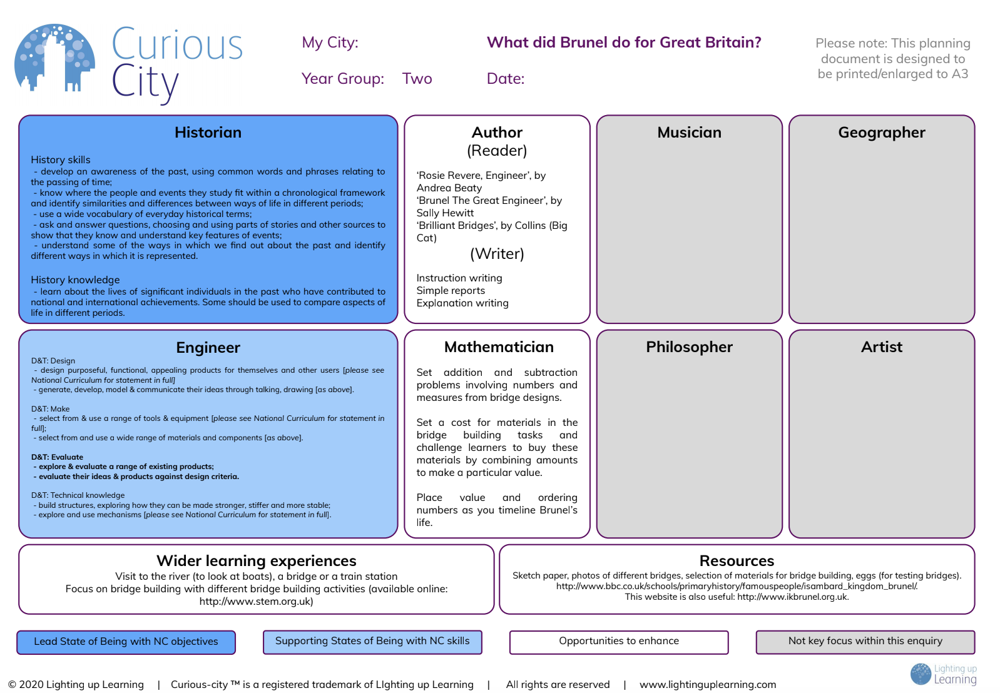 Curious
City
My City:
What did Brunel do for Great Britain?
Year Group: Two
Date:
Please note: This planning
document is designed to
be printed/enlarged to A3
Historian
History skills
- develop an awareness of the past, using common words and phrases relating to
the passing of time;
- know where the people and events they study fit within a chronological framework
and identify similarities and differences between ways of life in different periods;
- use a wide vocabulary of everyday historical terms;
- ask and answer questions, choosing and using parts of stories and other sources to
show that they know and understand key features of events;
- understand some of the ways in which we find out about the past and identify
different ways in which it is represented.
History knowledge
- learn about the lives of significant individuals in the past who have contributed to
national and international achievements. Some should be used to compare aspects of
life in different periods.
Author
(Reader)
‘Rosie Revere, Engineer’, by
Andrea Beaty
‘Brunel The Great Engineer’, by
Sally Hewitt
‘Brilliant Bridges’, by Collins (Big
Cat)
(Writer)
Instruction writing
Simple reports
Explanation writing
Musician
Geographer
Engineer
D&T: Design
- design purposeful, functional, appealing products for themselves and other users [please see
National Curriculum for statement in full]
- generate, develop, model & communicate their ideas through talking, drawing [as above].
D&T: Make
- select from & use a range of tools & equipment [please see National Curriculum for statement in
full];
- select from and use a wide range of materials and components [as above].
D&T: Evaluate
- explore & evaluate a range of existing products;
- evaluate their ideas & products against design criteria.
D&T: Technical knowledge
- build structures, exploring how they can be made stronger, stiffer and more stable;
- explore and use mechanisms [please see National Curriculum for statement in full].
Mathematician
Set addition and subtraction
problems involving numbers and
measures from bridge designs.
Set a cost for materials in the
bridge building tasks and
challenge learners to buy these
materials by combining amounts
to make a particular value.
Place value and ordering
numbers as you timeline Brunel’s
life.
Philosopher
Artist
Wider learning experiences
Visit to the river (to look at boats), a bridge or a train station
Focus on bridge building with different bridge building activities (available online:
http://www.stem.org.uk)
Resources
Sketch paper, photos of different bridges, selection of materials for bridge building, eggs (for testing bridges).
http://www.bbc.co.uk/schools/primaryhistory/famouspeople/isambard_kingdom_brunel/.
This website is also useful: http://www.ikbrunel.org.uk.
Lead State of Being with NC objectives
Supporting States of Being with NC skills
Opportunities to enhance
Not key focus within this enquiry
Lighting up
Learning
© 2020 Lighting up Learning | Curious-city ™ is a registered trademark of LIghting up Learning | All rights are reserved | www.lightinguplearning.com